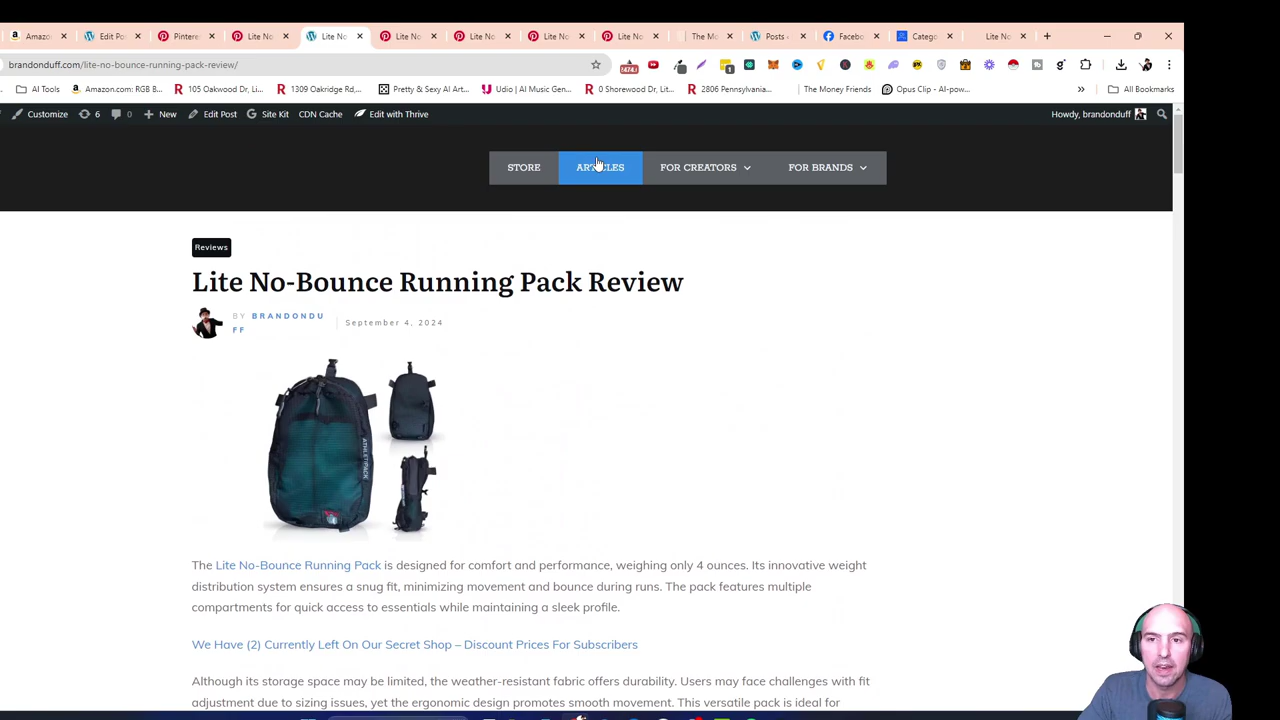 Amazon
Edit Po
Pinteres
Lite No
Lite No
Lite No
Lite No
Lite No
Lite No
The Mo
Posts
Facebo
Catego
Lite No
brandonduff.com/lite-no-bounce-running-pack-review/
AI Tools
Amazon.com: RGB B...
105 Oakwood Dr, Li...
1309 Oakridge Rd,...
Pretty & Sexy AI Art...
Udio | AI Music Gen...
0 Shorewood Dr, Lit...
2806 Pennsylvania...
The Money Friends
Opus Clip - AI-pow...
All Bookmarks
Customize 6 0 New Edit Post Site Kit CDN Cache Edit with Thrive Howdy, brandonduff
STORE ARTICLES FOR CREATORS FOR BRANDS
Reviews
Lite No-Bounce Running Pack Review
BY BRANDONDU
FF
September 4, 2024
ATHLETPACK
The Lite No-Bounce Running Pack is designed for comfort and performance, weighing only 4 ounces. Its innovative weight
distribution system ensures a snug fit, minimizing movement and bounce during runs. The pack features multiple
compartments for quick access to essentials while maintaining a sleek profile.
We Have (2) Currently Left On Our Secret Shop – Discount Prices For Subscribers
Although its storage space may be limited, the weather-resistant fabric offers durability. Users may face challenges with fit
adjustment due to sizing issues, yet the ergonomic design promotes smooth movement. This versatile pack is ideal for